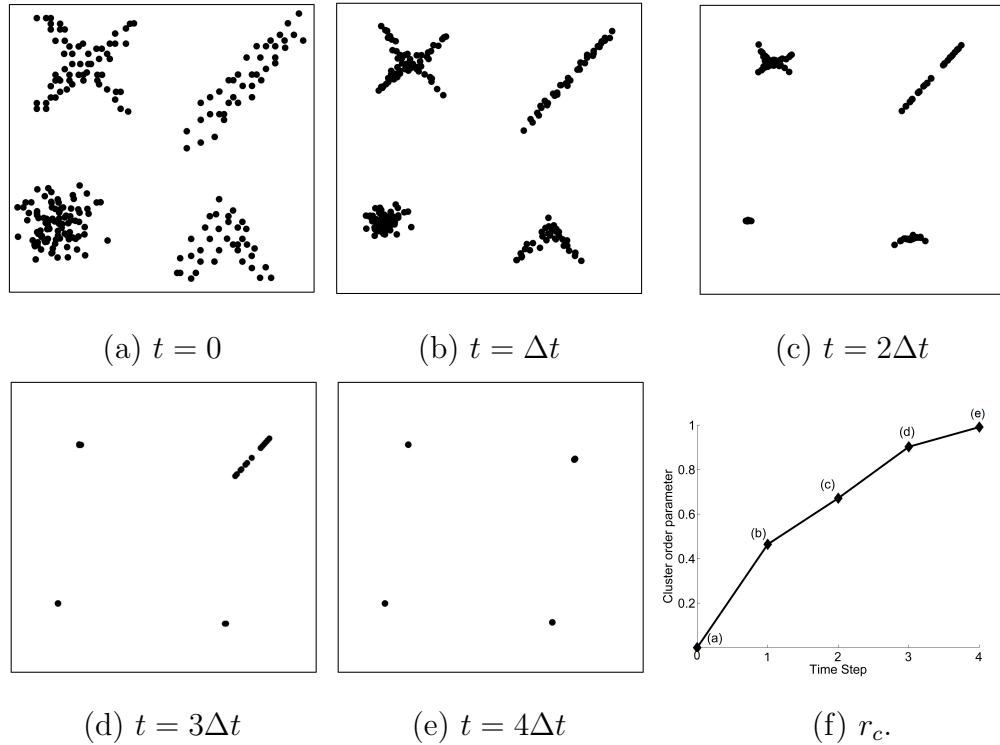 (a) t = 0
(b) t = Δt
(c) t = 2Δt
(d) t = 3Δt
(e) t = 4Δt
1
0.8
0.6
0.4
0.2
0
1
2
3
4
Cluster order parameter
Time Step
(a)
(b)
(c)
(d)
(e)
(f) r_c.